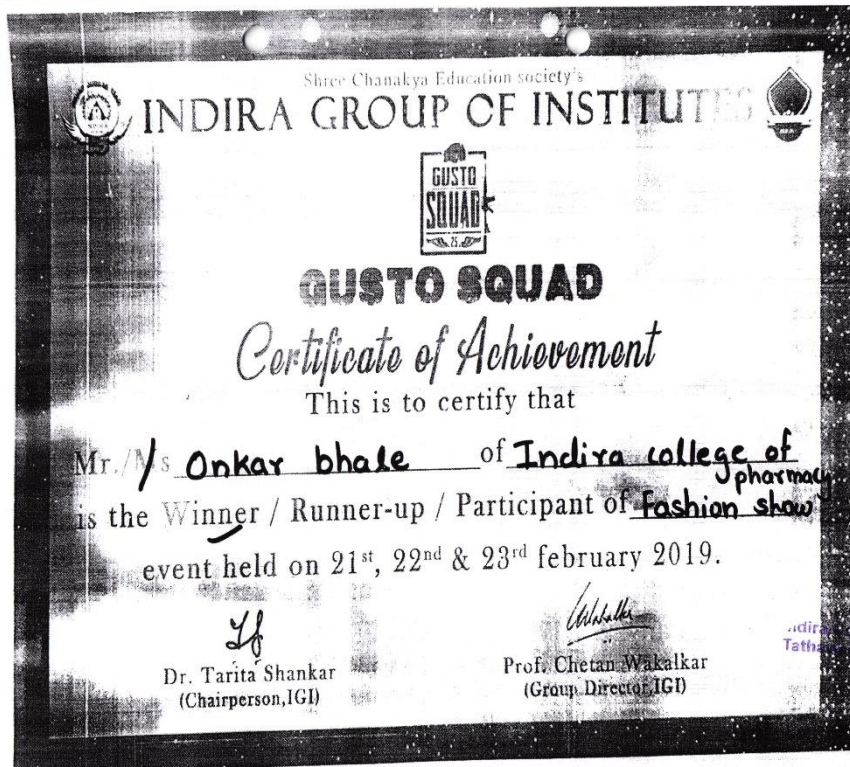 Shree Chanakya Education society's
INDIRA GROUP OF INSTITUTES
GUSTO
SQUAD
25
GUSTO SQUAD
Certificate of Achievement
This is to certify that
Mr./Ms Onkar bhale of Indira college of
pharmacy
is the Winner / Runner-up / Participant of Fashion show
event held on 21st, 22nd & 23rd february 2019.
Dr. Tarita Shankar
(Chairperson,IGI)
Prof. Chetan Wakalkar
(Group Director,IGI)